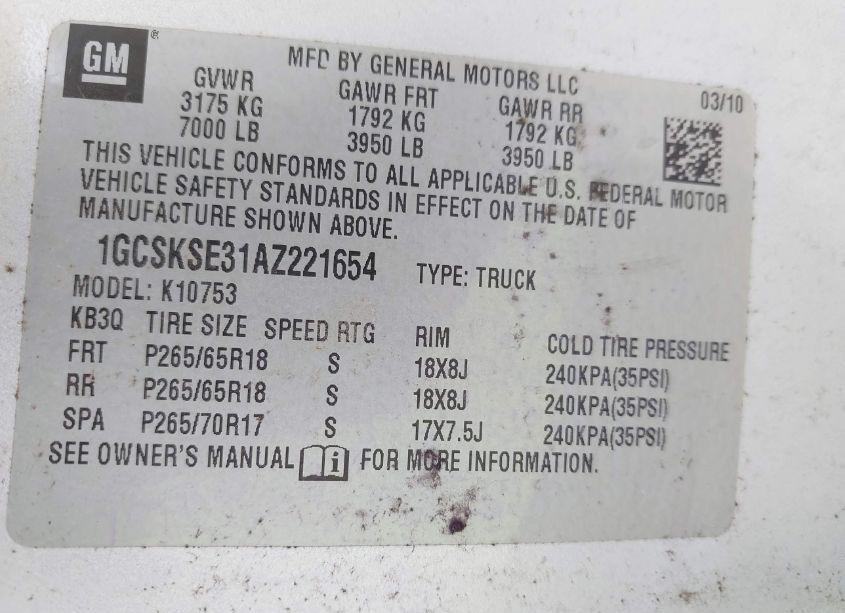 GM ®
MFD BY GENERAL MOTORS LLC
03/10
GVWR GAWR FRT GAWR RR
3175 KG 1792 KG 1792 KG
7000 LB 3950 LB 3950 LB
THIS VEHICLE CONFORMS TO ALL APPLICABLE U.S. FEDERAL MOTOR
VEHICLE SAFETY STANDARDS IN EFFECT ON THE DATE OF
MANUFACTURE SHOWN ABOVE.
1GCSKSE31AZ221654 TYPE: TRUCK
MODEL: K10753
KB3Q TIRE SIZE SPEED RTG RIM COLD TIRE PRESSURE
FRT P265/65R18 S 18X8J 240KPA(35PSI)
RR P265/65R18 S 18X8J 240KPA(35PSI)
SPA P265/70R17 S 17X7.5J 240KPA(35PSI)
SEE OWNER'S MANUAL i FOR MORE INFORMATION.